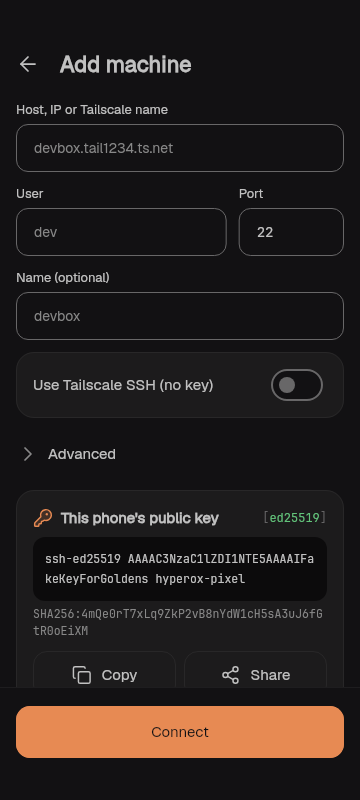 Add machine
Host, IP or Tailscale name
devbox.tail1234.ts.net
User
Port
dev
22
Name (optional)
devbox
Use Tailscale SSH (no key)
Advanced
This phone's public key
[ed25519]
ssh-ed25519 AAAAC3NzaC1lZDI1NTE5AAAAIFa
keKeyForGoldens hyperox-pixel
SHA256:4mQe0rT7xLq9ZkP2vB8nYdW1cH5sA3uJ6fG
tR0oEiXM
Copy
Share
Connect